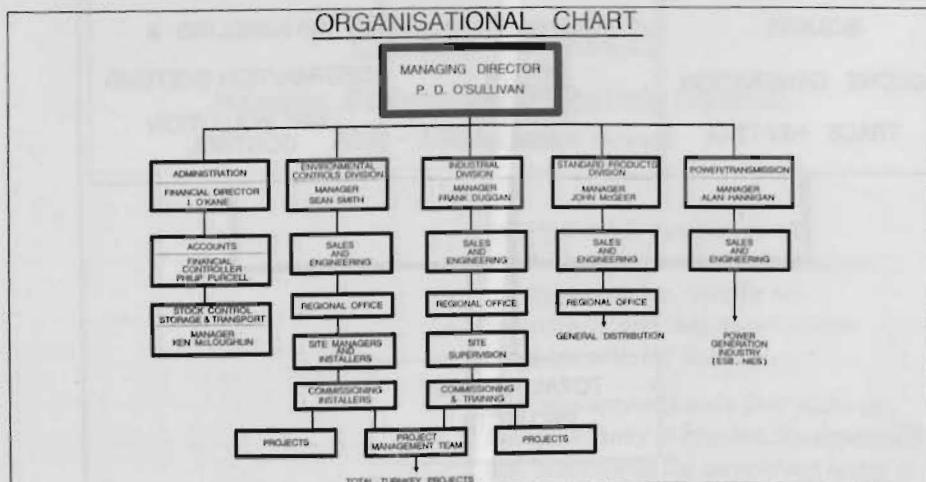 ORGANISATIONAL CHART
MANAGING DIRECTOR
P. D. O'SULLIVAN
ADMINISTRATION
FINANCIAL DIRECTOR
I. O'KANE
ACCOUNTS
FINANCIAL
CONTROLLER
PHILIP PURCELL
STOCK CONTROL
STORAGE & TRANSPORT
MANAGER
KEN McLOUGHLIN
ENVIRONMENTAL
CONTROLS DIVISION
MANAGER
SEAN SMITH
SALES
AND
ENGINEERING
REGIONAL OFFICE
SITE MANAGERS
AND
INSTALLERS
COMMISSIONING
INSTALLERS
PROJECTS
PROJECT
MANAGEMENT TEAM
TOTAL TURNKEY PROJECTS
INDUSTRIAL
DIVISION
MANAGER
FRANK DUGGAN
SALES
AND
ENGINEERING
REGIONAL OFFICE
SITE
SUPERVISION
COMMISSIONING
& TRAINING
PROJECTS
STANDARD PRODUCTS
DIVISION
MANAGER
JOHN McGEER
SALES
AND
ENGINEERING
REGIONAL OFFICE
GENERAL DISTRIBUTION
POWER/TRANSMISSION
MANAGER
ALAN HANNIGAN
SALES
AND
ENGINEERING
POWER
GENERATION
INDUSTRY
(ESB, NIES)